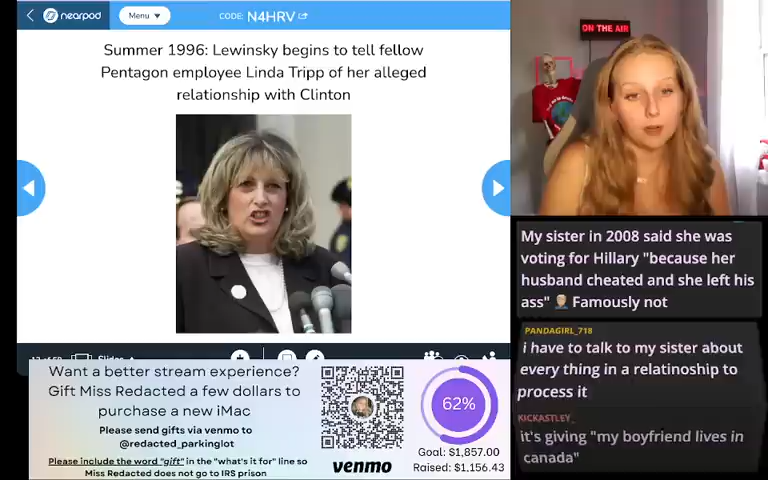 nearpod
Menu
CODE: N4HRV
Summer 1996: Lewinsky begins to tell fellow
Pentagon employee Linda Tripp of her alleged
relationship with Clinton
ON THE AIR
My sister in 2008 said she was
voting for Hillary "because her
husband cheated and she left his
ass" 🤦🏼 Famously not
PANDAGIRL_718
i have to talk to my sister about
every thing in a relatinoship to
process it
KICKASTLEY_
it's giving "my boyfriend lives in
canada"
Want a better stream experience?
Gift Miss Redacted a few dollars to
purchase a new iMac
Please send gifts via venmo to
@redacted_parkinglot
Please include the word "gift" in the "what's it for" line so
Miss Redacted does not go to IRS prison
venmo
62%
Goal: $1,857.00
Raised: $1,156.43